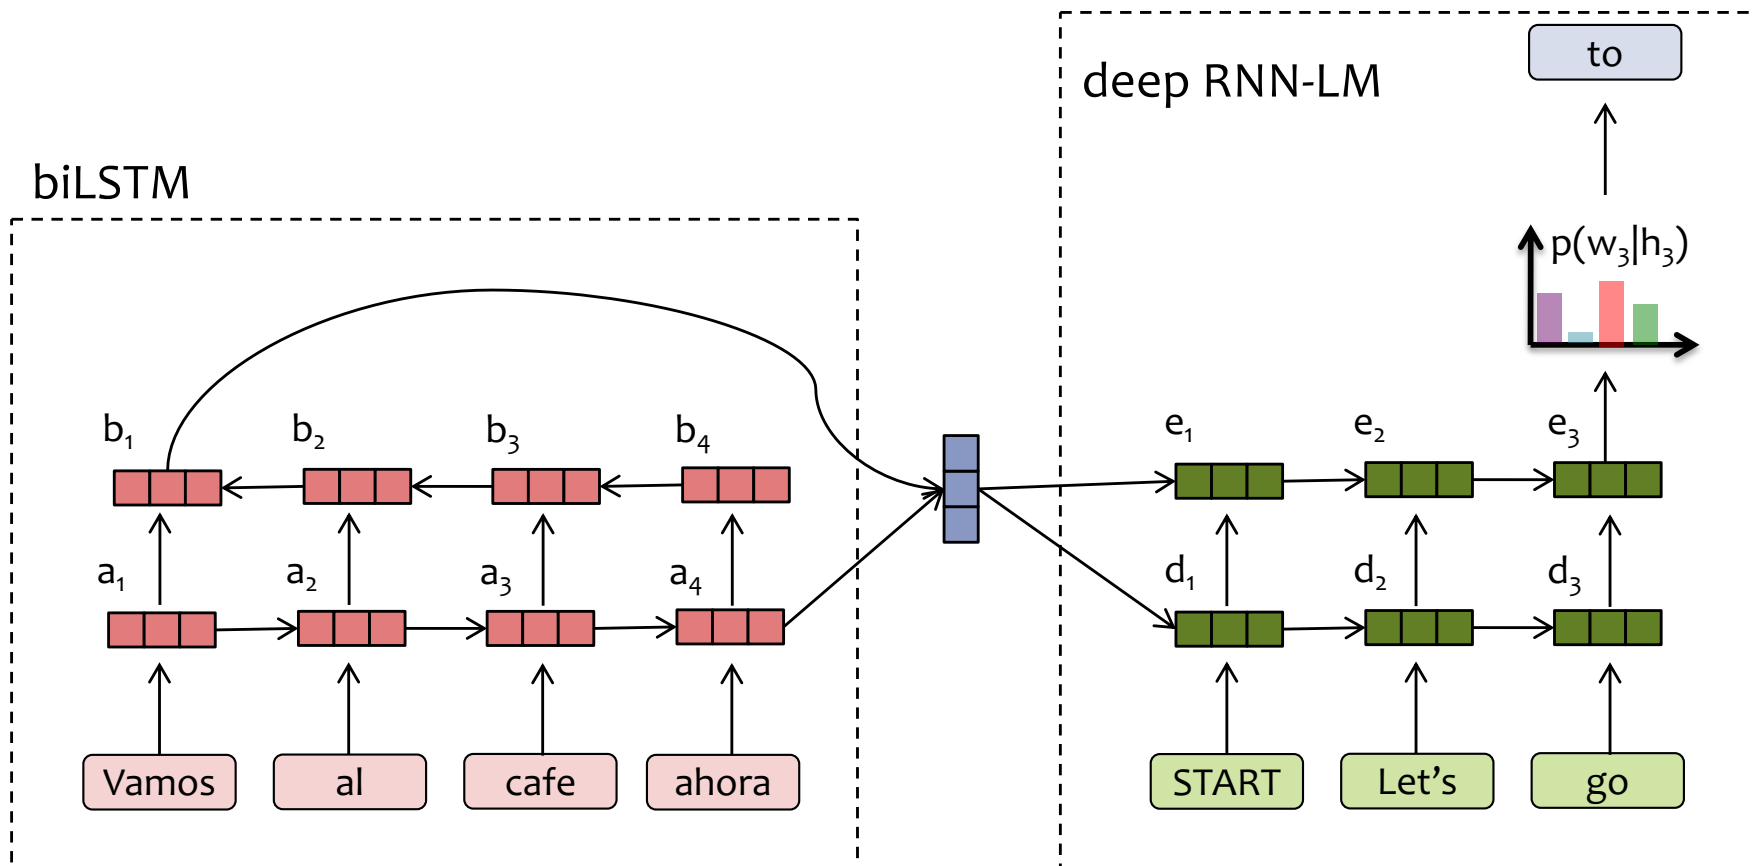 deep RNN-LM
to
biLSTM
p(w₃|h₃)
b₁ b₂ b₃ b₄
e₁ e₂ e₃
a₁ a₂ a₃ a₄
d₁ d₂ d₃
Vamos al cafe ahora
START Let's go